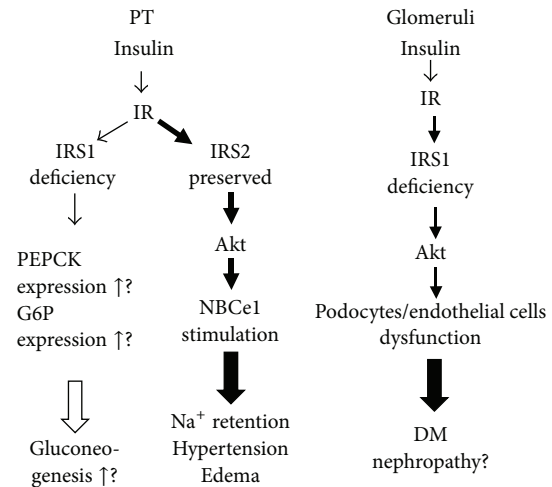 PT
Insulin
IR
IRS1
deficiency
PEPCK
expression ↑?
G6P
expression ↑?
Gluconeo-
genesis ↑?
IRS2
preserved
Akt
NBCe1
stimulation
Na⁺ retention
Hypertension
Edema
Glomeruli
Insulin
IR
IRS1
deficiency
Akt
Podocytes/endothelial cells
dysfunction
DM
nephropathy?